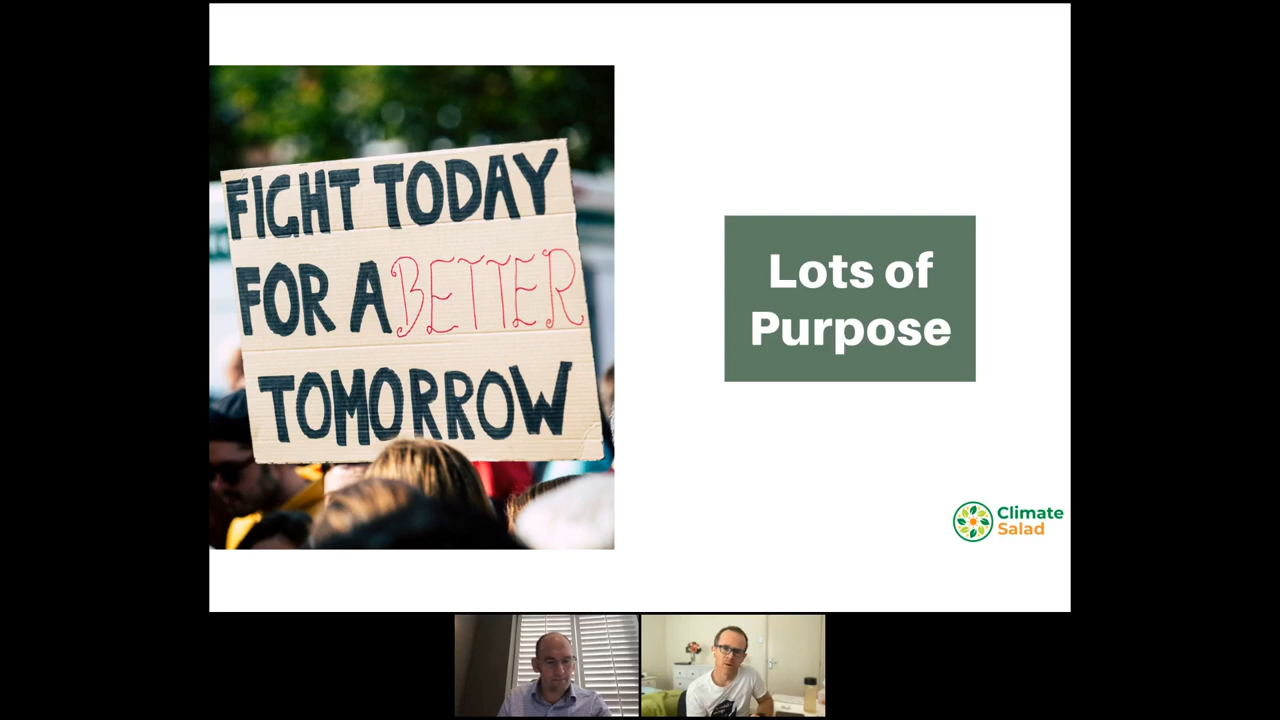 FIGHT TODAY
FOR A BETTER
TOMORROW
Lots of
Purpose
Climate
Salad